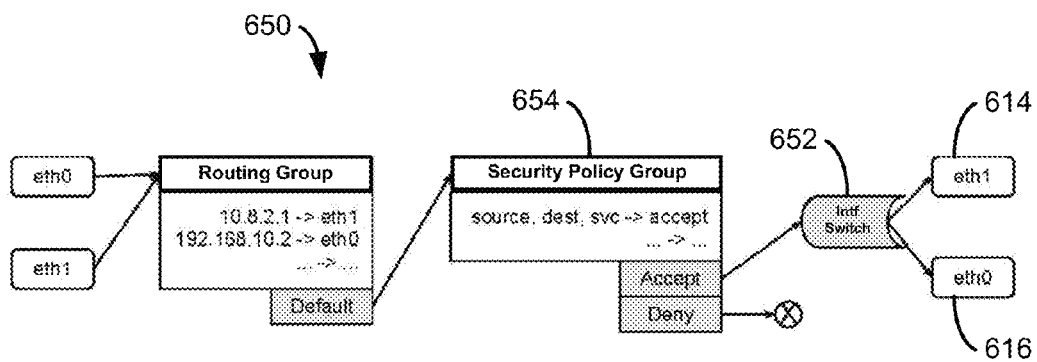 650
654
614
652
eth0
Routing Group
Security Policy Group
eth1
10.8.2.1 -> eth1
192.168.10.2 -> eth0
... -> ...
source, dest, svc -> accept
... -> ...
Intf
Switch
eth1
Default
Accept
Deny
X
eth0
616